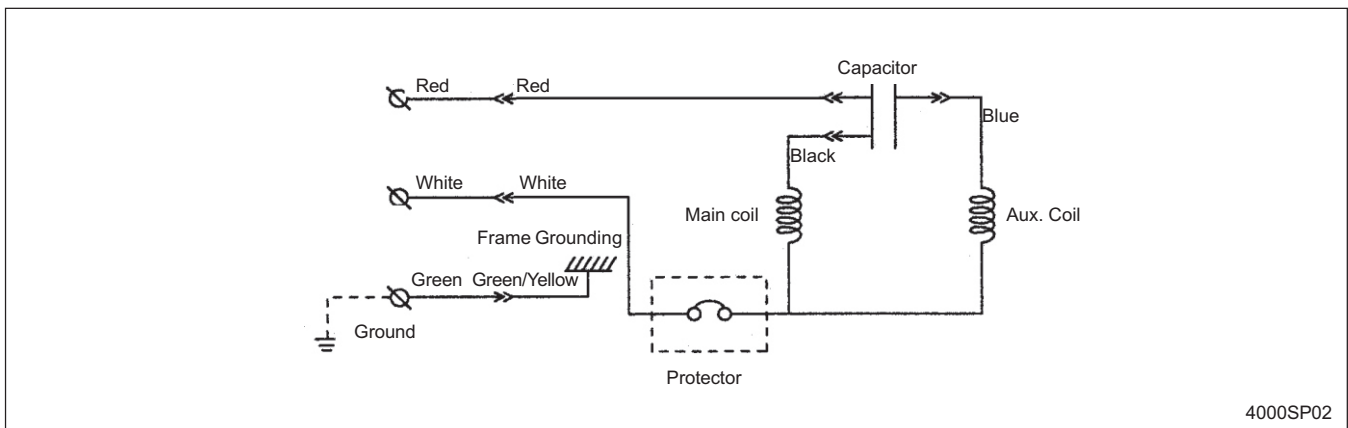 Capacitor
Red Red
Blue
Black
White White
Main coil
Aux. Coil
Frame Grounding
Green Green/Yellow
Ground
Protector
4000SP02